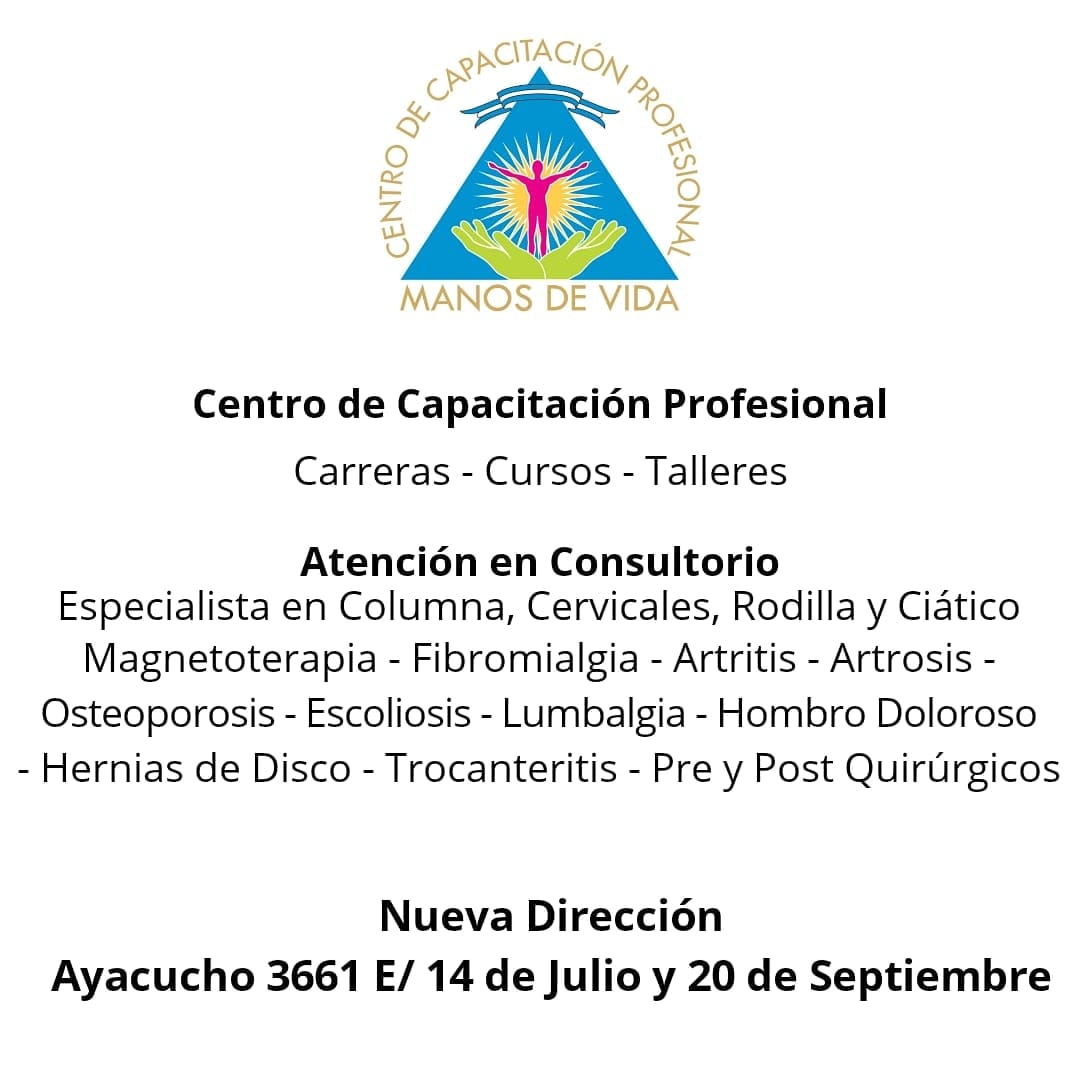 CENTRO DE CAPACITACIÓN PROFESIONAL
MANOS DE VIDA
Centro de Capacitación Profesional
Carreras - Cursos - Talleres
Atención en Consultorio
Especialista en Columna, Cervicales, Rodilla y Ciático
Magnetoterapia - Fibromialgia - Artritis - Artrosis -
Osteoporosis - Escoliosis - Lumbalgia - Hombro Doloroso
- Hernias de Disco - Trocanteritis - Pre y Post Quirúrgicos
Nueva Dirección
Ayacucho 3661 E/ 14 de Julio y 20 de Septiembre